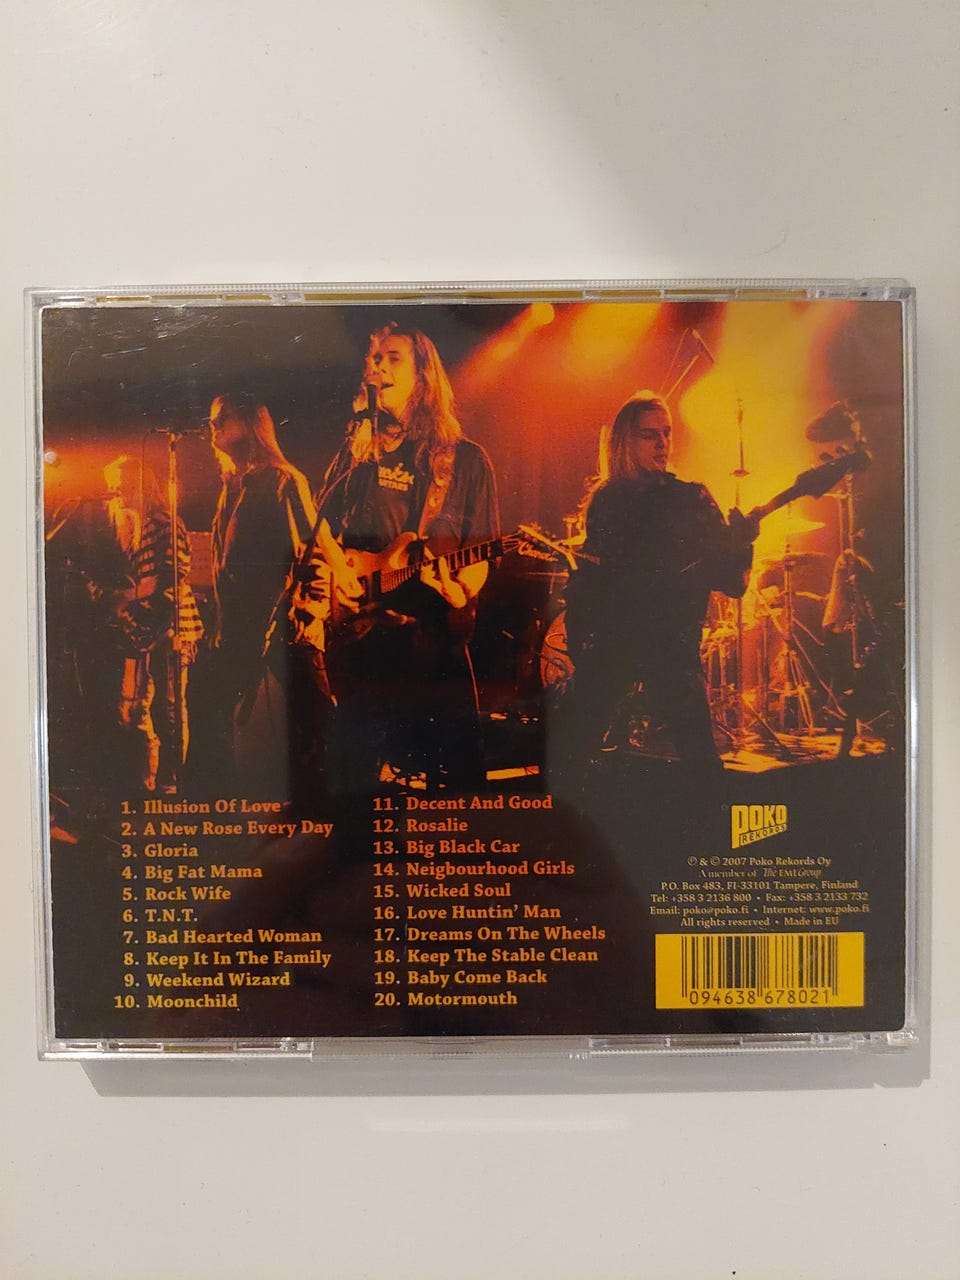 Charvel
GUITARS
1. Illusion Of Love
2. A New Rose Every Day
3. Gloria
4. Big Fat Mama
5. Rock Wife
6. T.N.T.
7. Bad Hearted Woman
8. Keep It In The Family
9. Weekend Wizard
10. Moonchild
11. Decent And Good
12. Rosalie
13. Big Black Car
14. Neigbourhood Girls
15. Wicked Soul
16. Love Huntin' Man
17. Dreams On The Wheels
18. Keep The Stable Clean
19. Baby Come Back
20. Motormouth
POKO
REKORDS
℗ & © 2007 Poko Rekords Oy
A member of The EMI Group
P.O. Box 483, FI-33101 Tampere, Finland
Tel: +358 3 2136 800 • Fax: +358 3 2133 732
Email: poko@poko.fi • Internet: www.poko.fi
All rights reserved • Made in EU
094638 678021